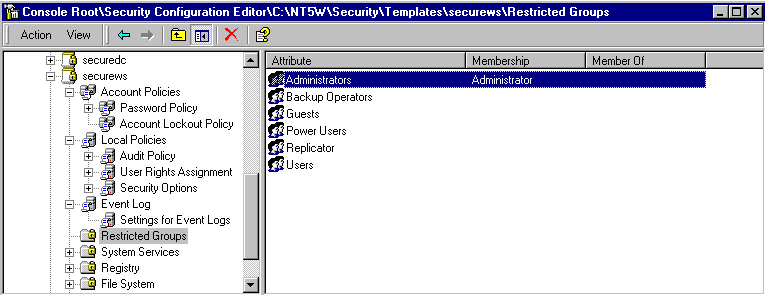 Console Root\Security Configuration Editor\C:\NT5W\Security\Templates\securews\Restricted Groups
Action View
securedc
securews
Account Policies
Password Policy
Account Lockout Policy
Local Policies
Audit Policy
User Rights Assignment
Security Options
Event Log
Settings for Event Logs
Restricted Groups
System Services
Registry
File System
Attribute Membership Member Of
Administrators Administrator
Backup Operators
Guests
Power Users
Replicator
Users